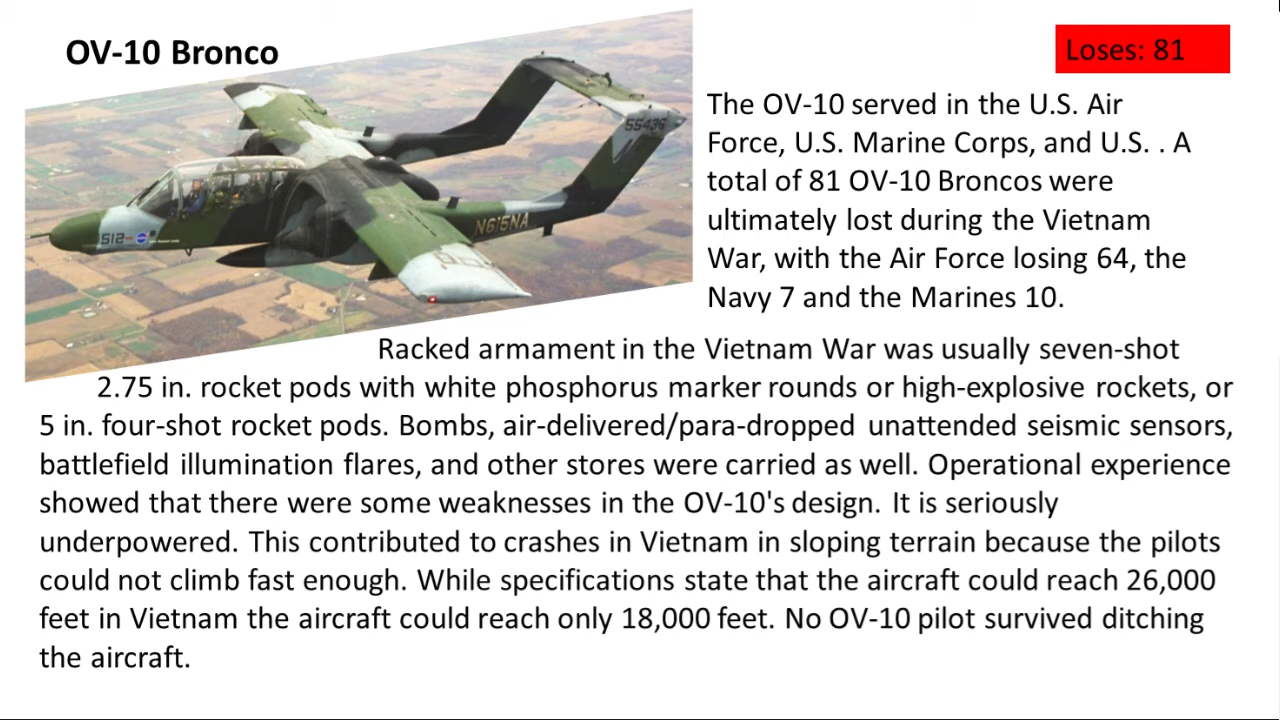 OV-10 Bronco
Loses: 81
The OV-10 served in the U.S. Air
Force, U.S. Marine Corps, and U.S. . A
total of 81 OV-10 Broncos were
ultimately lost during the Vietnam
War, with the Air Force losing 64, the
Navy 7 and the Marines 10.
Racked armament in the Vietnam War was usually seven-shot
2.75 in. rocket pods with white phosphorus marker rounds or high-explosive rockets, or
5 in. four-shot rocket pods. Bombs, air-delivered/para-dropped unattended seismic sensors,
battlefield illumination flares, and other stores were carried as well. Operational experience
showed that there were some weaknesses in the OV-10's design. It is seriously
underpowered. This contributed to crashes in Vietnam in sloping terrain because the pilots
could not climb fast enough. While specifications state that the aircraft could reach 26,000
feet in Vietnam the aircraft could reach only 18,000 feet. No OV-10 pilot survived ditching
the aircraft.
55436
N615NA
512